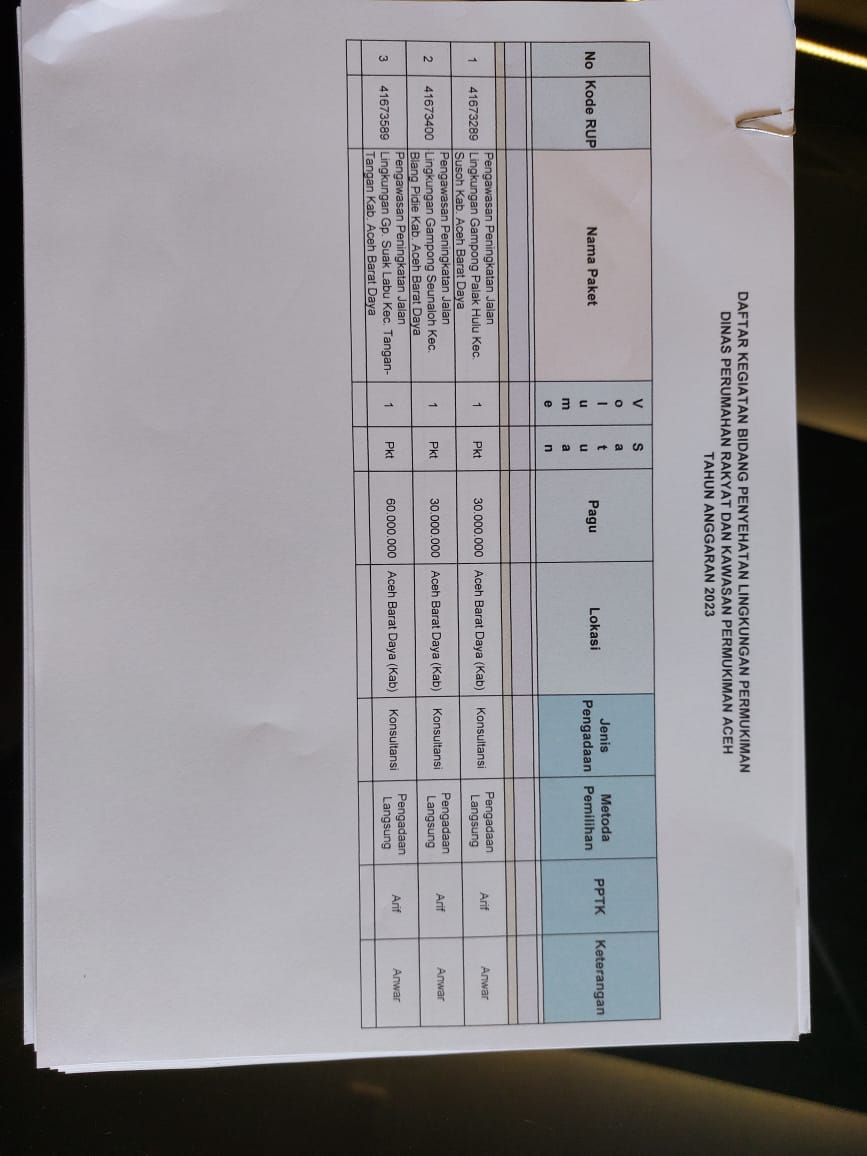 DAFTAR KEGIATAN BIDANG PENYEHATAN LINGKUNGAN PERMUKIMAN
DINAS PERUMAHAN RAKYAT DAN KAWASAN PERMUKIMAN ACEH
TAHUN ANGGARAN 2023
No Kode RUP Nama Paket Volume Satuan Pagu Lokasi Jenis Pengadaan Metoda Pemilihan PPTK Keterangan
Pengawasan Peningkatan Jalan
1 41673289 Lingkungan Gampong Palak Hulu Kec. 1 Pkt 30.000.000 Aceh Barat Daya (Kab) Konsultansi Pengadaan Langsung Arif Anwar
Susoh Kab. Aceh Barat Daya
Pengawasan Peningkatan Jalan
2 41673400 Lingkungan Gampong Seunaloh Kec. 1 Pkt 30.000.000 Aceh Barat Daya (Kab) Konsultansi Pengadaan Langsung Arif Anwar
Blang Pidie Kab. Aceh Barat Daya
Pengawasan Peningkatan Jalan
3 41673589 Lingkungan Gp. Suak Labu Kec. Tangan- 1 Pkt 60.000.000 Aceh Barat Daya (Kab) Konsultansi Pengadaan Langsung Arif Anwar
Tangan Kab. Aceh Barat Daya